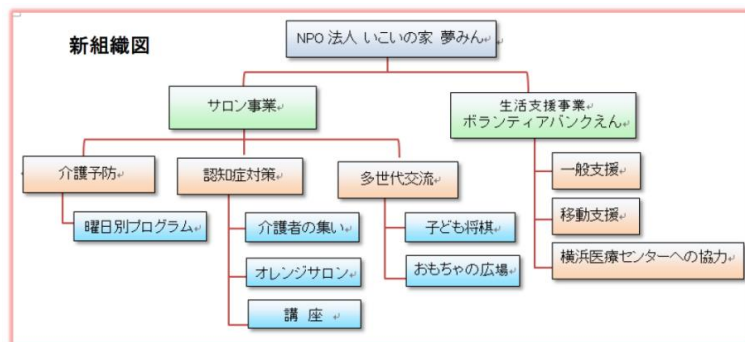 新組織図
NPO 法人 いこいの家 夢みん
サロン事業
生活支援事業
ボランティアバンクえん
介護予防
認知症対策
多世代交流
一般支援
曜日別プログラム
介護者の集い
子ども将棋
移動支援
オレンジサロン
おもちゃの広場
横浜医療センターへの協力
講 座